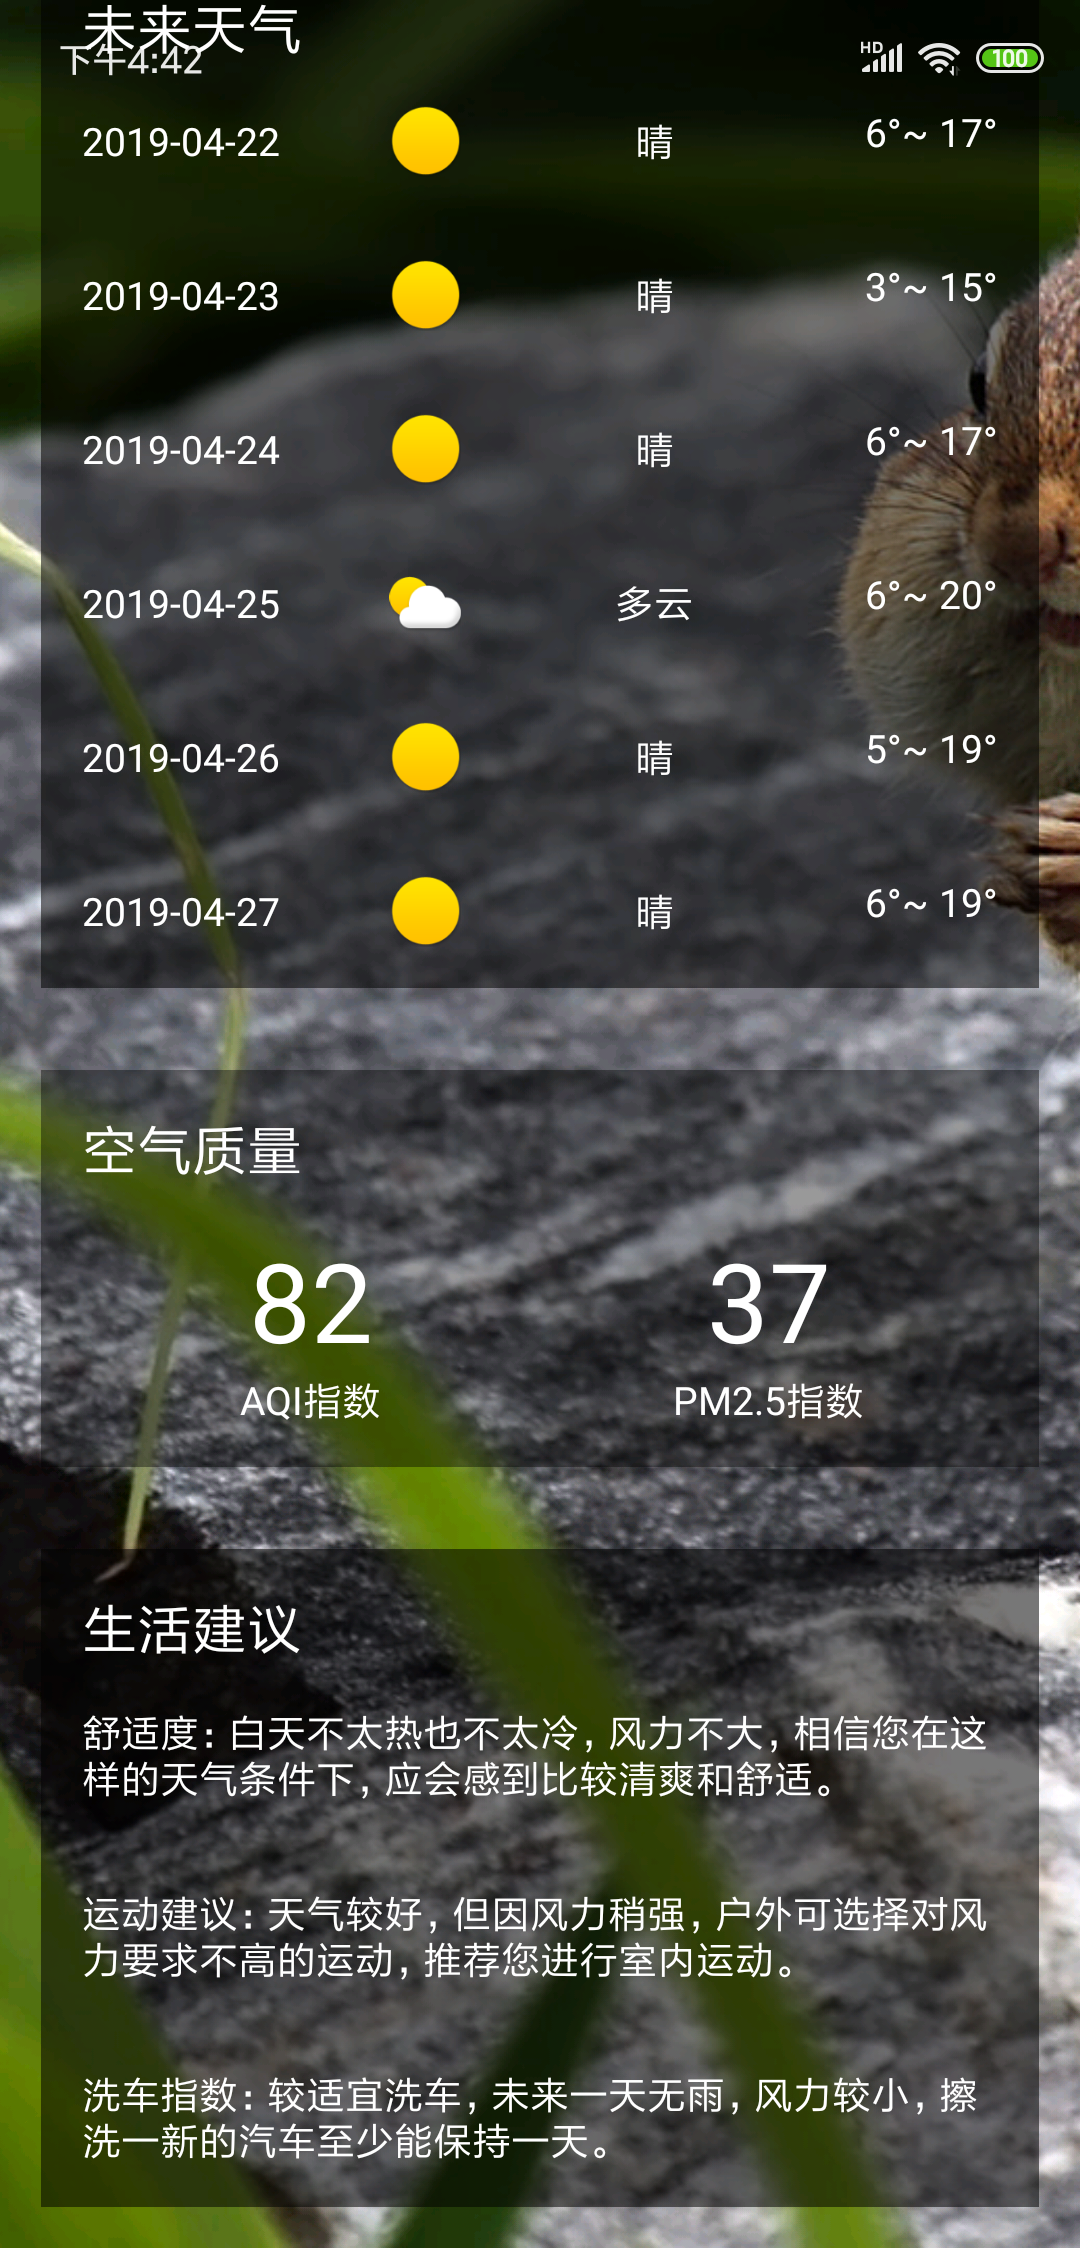 未来天气
下午4:42
HD
100
2019-04-22 晴 6°~ 17°
2019-04-23 晴 3°~ 15°
2019-04-24 晴 6°~ 17°
2019-04-25 多云 6°~ 20°
2019-04-26 晴 5°~ 19°
2019-04-27 晴 6°~ 19°
空气质量
82 37
AQI指数 PM2.5指数
生活建议
舒适度：白天不太热也不太冷，风力不大，相信您在这
样的天气条件下，应会感到比较清爽和舒适。
运动建议：天气较好，但因风力稍强，户外可选择对风
力要求不高的运动，推荐您进行室内运动。
洗车指数：较适宜洗车，未来一天无雨，风力较小，擦
洗一新的汽车至少能保持一天。